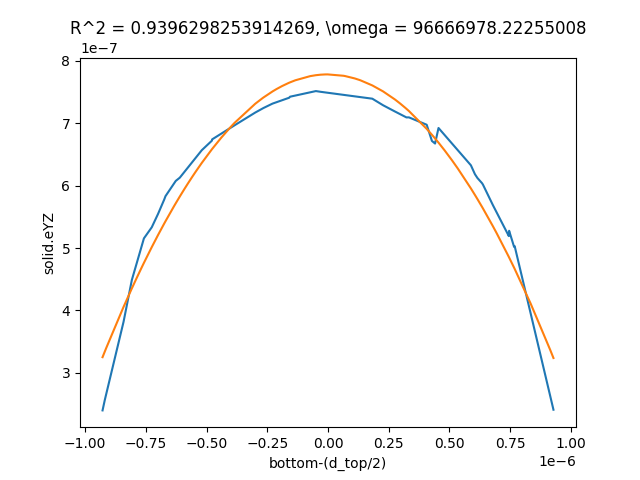 R^2 = 0.9396298253914269, \omega = 96666978.22255008
1e−7
8
7
6
5
4
3
solid.eYZ
−1.00 −0.75 −0.50 −0.25 0.00 0.25 0.50 0.75 1.00
1e−6
bottom-(d_top/2)